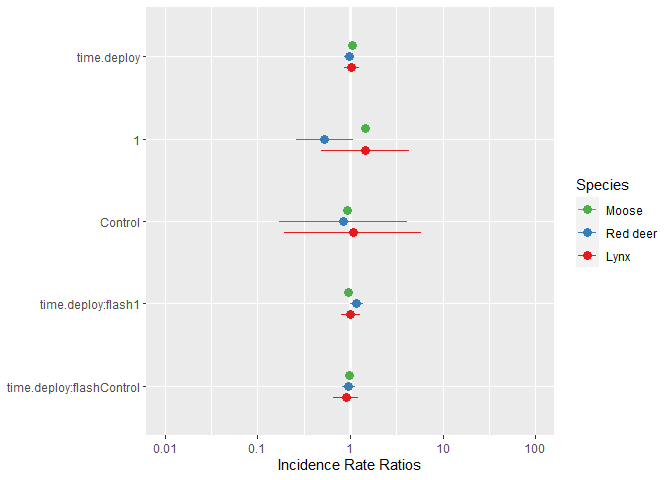 time.deploy
1
Control
time.deploy:flash1
time.deploy:flashControl
0.01 0.1 1 10 100
Incidence Rate Ratios
Species
Moose
Red deer
Lynx